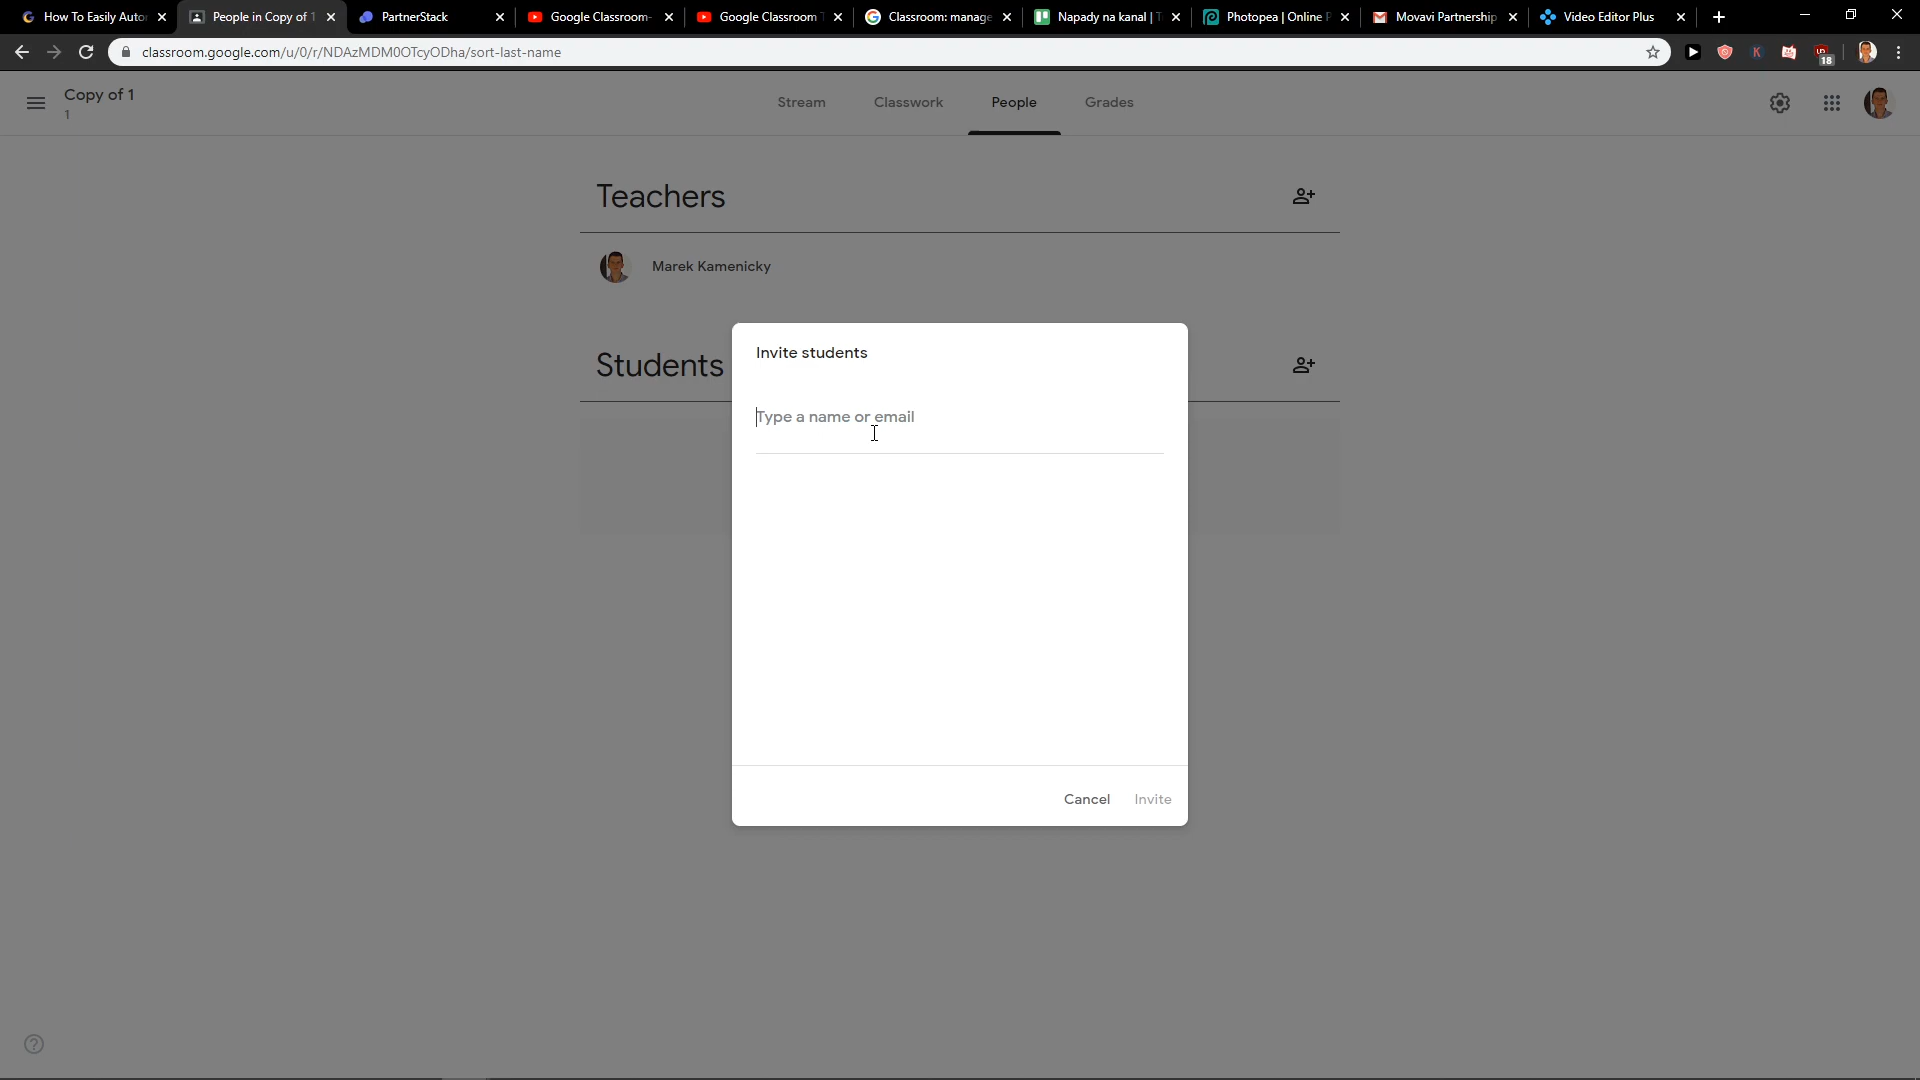 How To Easily Autor
People in Copy of 1
PartnerStack
Google Classroom-
Google Classroom T
Classroom: manage
Napady na kanal | T
Photopea | Online P
Movavi Partnership
Video Editor Plus
classroom.google.com/u/0/r/NDAzMDM0OTcyODha/sort-last-name
K
18
Copy of 1
1
Stream
Classwork
People
Grades
Teachers
Marek Kamenicky
Students
Invite students
Type a name or email
Cancel
Invite